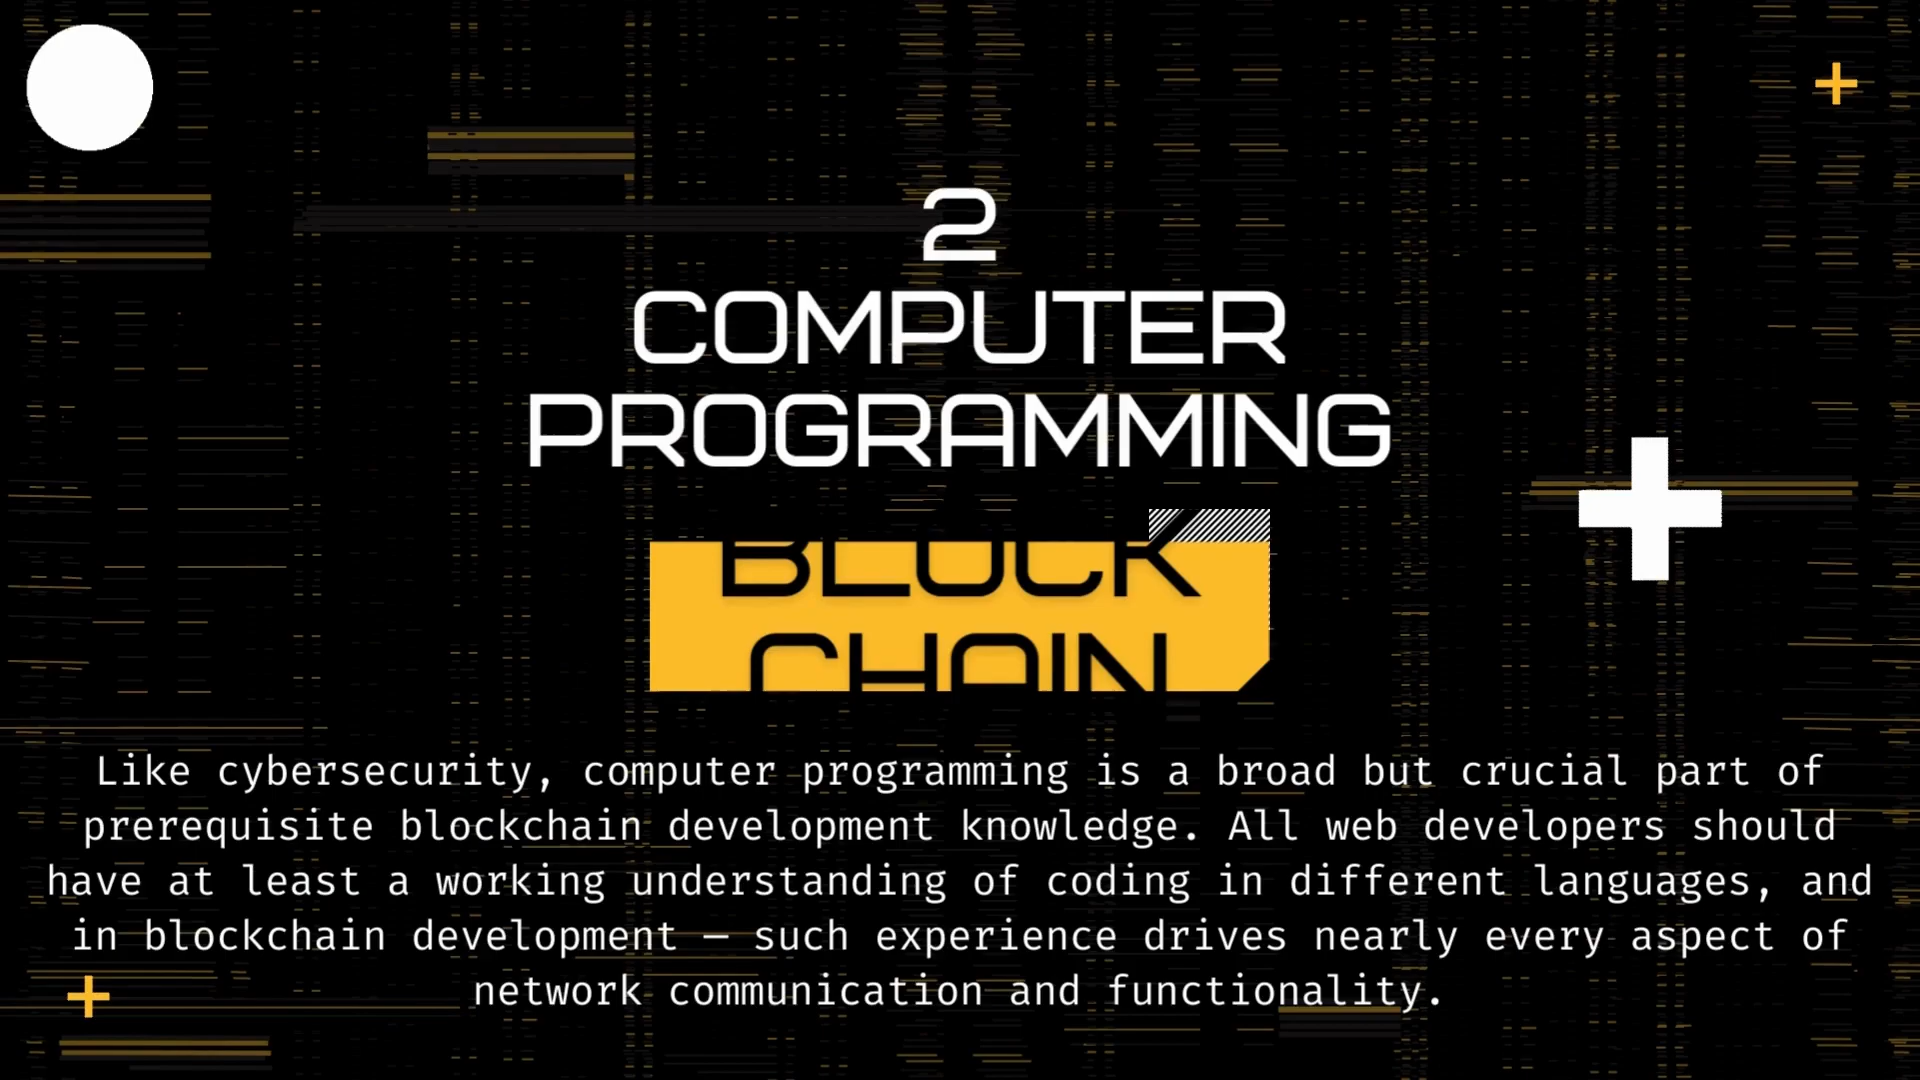 2
COMPUTER
PROGRAMMING
BLOCK
CHAIN
Like cybersecurity, computer programming is a broad but crucial part of
prerequisite blockchain development knowledge. All web developers should
have at least a working understanding of coding in different languages, and
in blockchain development — such experience drives nearly every aspect of
network communication and functionality.